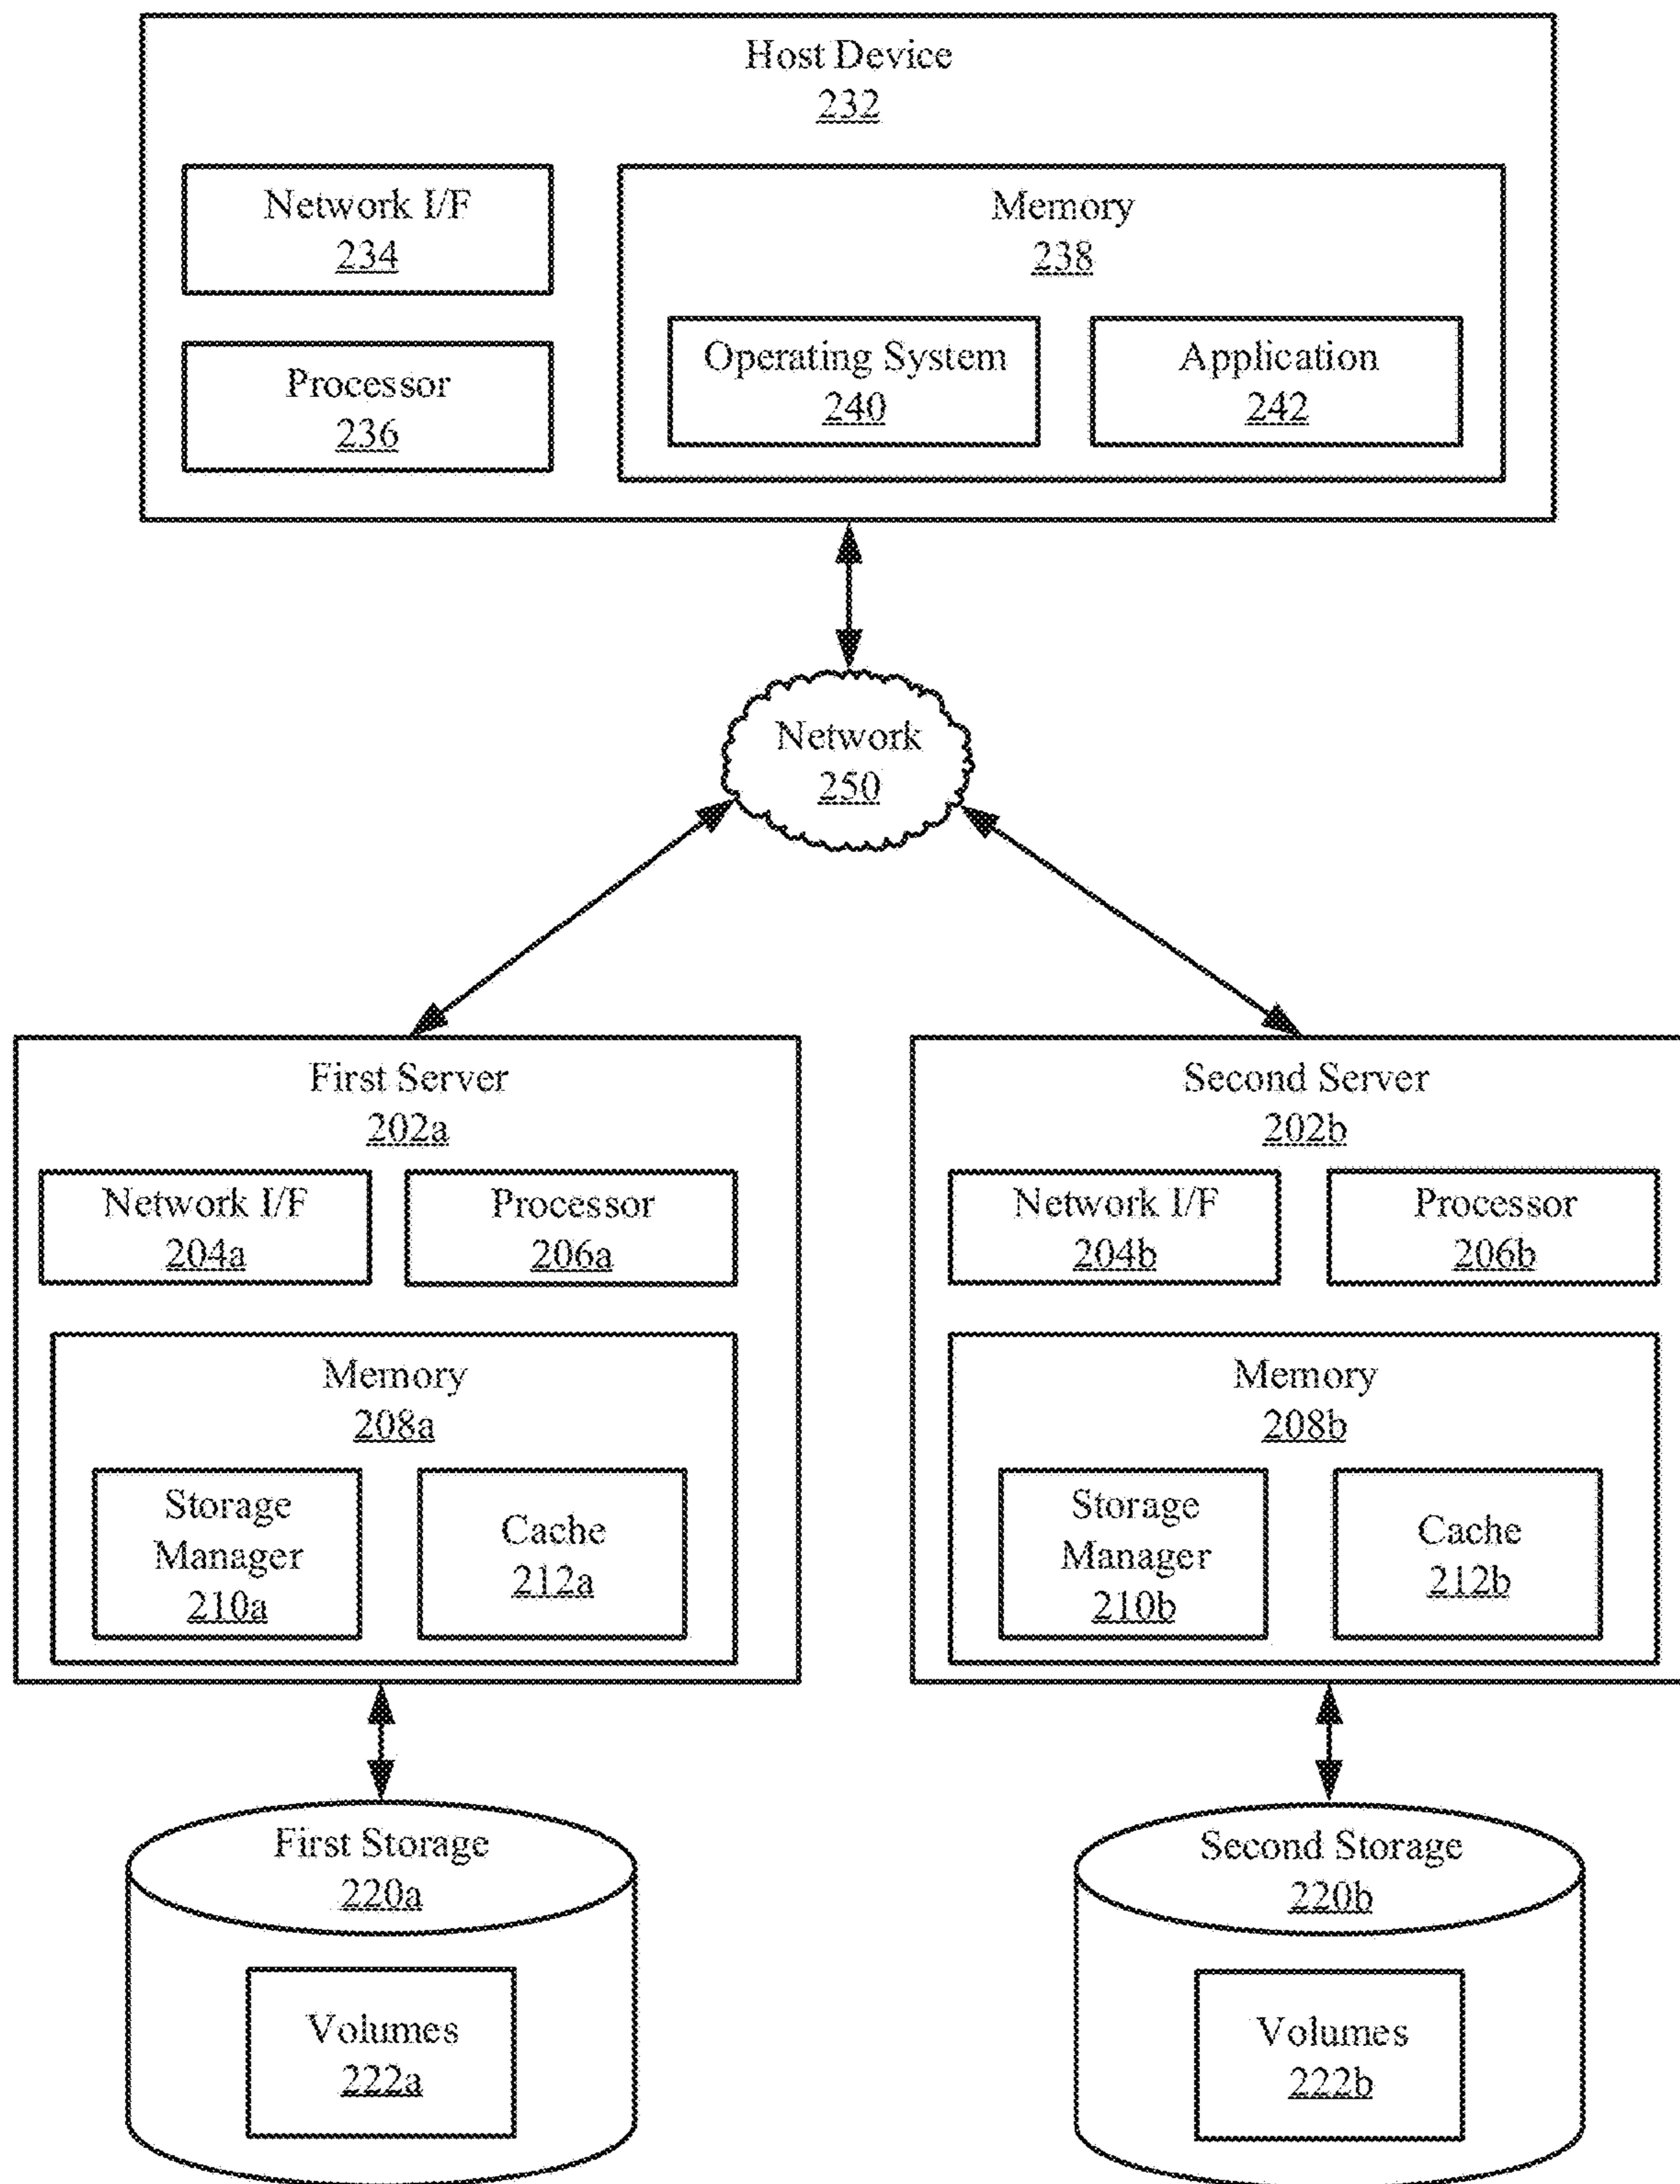 Host Device
232
Network I/F
234
Processor
236
Memory
238
Operating System
240
Application
242
Network
250
First Server
202a
Network I/F
204a
Processor
206a
Memory
208a
Storage
Manager
210a
Cache
212a
Second Server
202b
Network I/F
204b
Processor
206b
Memory
208b
Storage
Manager
210b
Cache
212b
First Storage
220a
Volumes
222a
Second Storage
220b
Volumes
222b